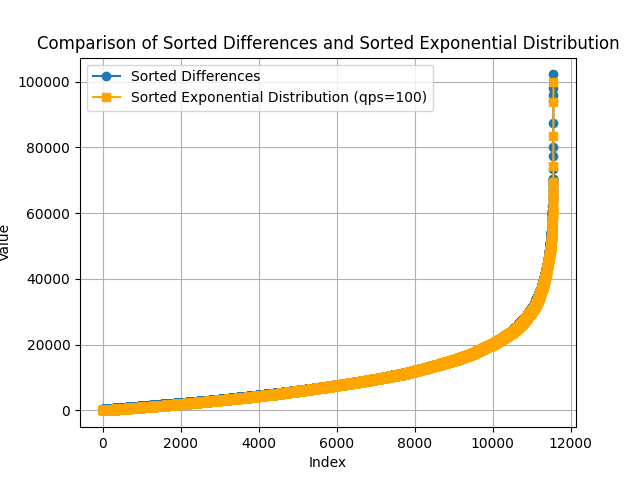 Comparison of Sorted Differences and Sorted Exponential Distribution
Sorted Differences
Sorted Exponential Distribution (qps=100)
100000
80000
60000
40000
20000
0
Value
0 2000 4000 6000 8000 10000 12000
Index